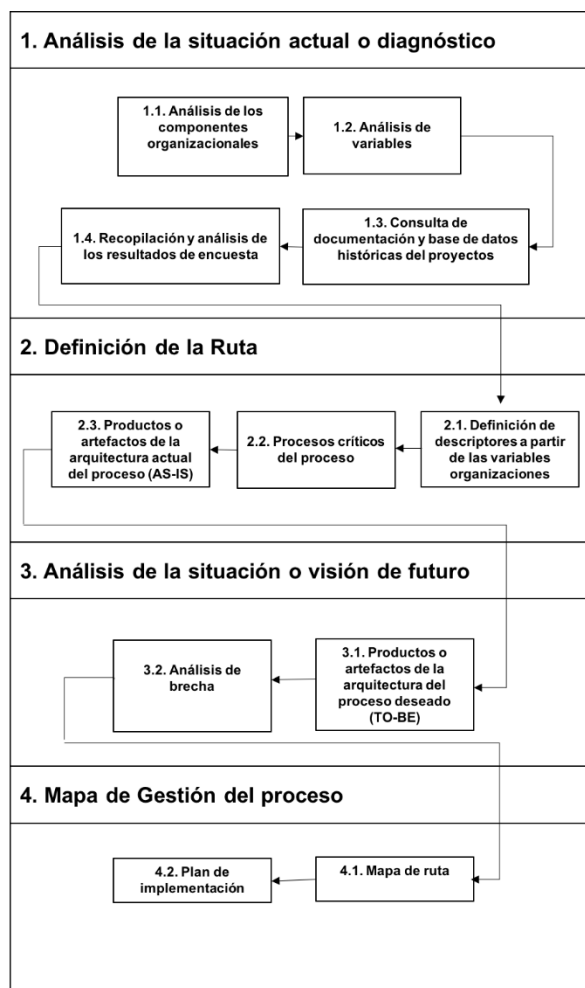 1. Análisis de la situación actual o diagnóstico
1.1. Análisis de los
componentes
organizacionales
1.2. Análisis de
variables
1.4. Recopilación y análisis de
los resultados de encuesta
1.3. Consulta de
documentación y base de datos
históricas del proyectos
2. Definición de la Ruta
2.3. Productos o
artefactos de la
arquitectura actual
del proceso (AS-IS)
2.2. Procesos críticos
del proceso
2.1. Definición de
descriptores a partir
de las variables
organizaciones
3. Análisis de la situación o visión de futuro
3.2. Análisis de
brecha
3.1. Productos o
artefactos de la
arquitectura del
proceso deseado
(TO-BE)
4. Mapa de Gestión del proceso
4.2. Plan de
implementación
4.1. Mapa de ruta